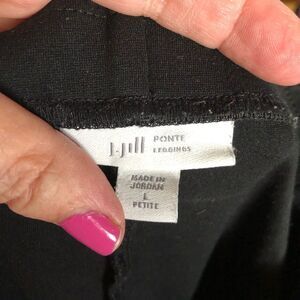 J.Jill PONTE
LEGGINGS
MADE IN
JORDAN
L
PETITE